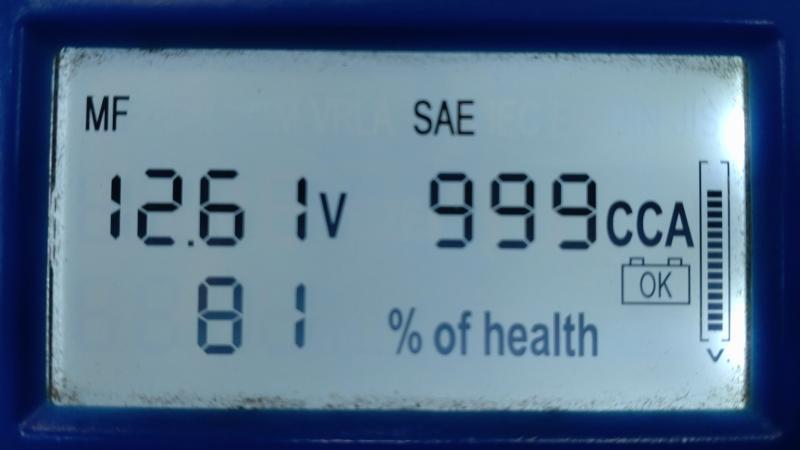 MF SAE
12.61V 999CCA
OK
81 % of health